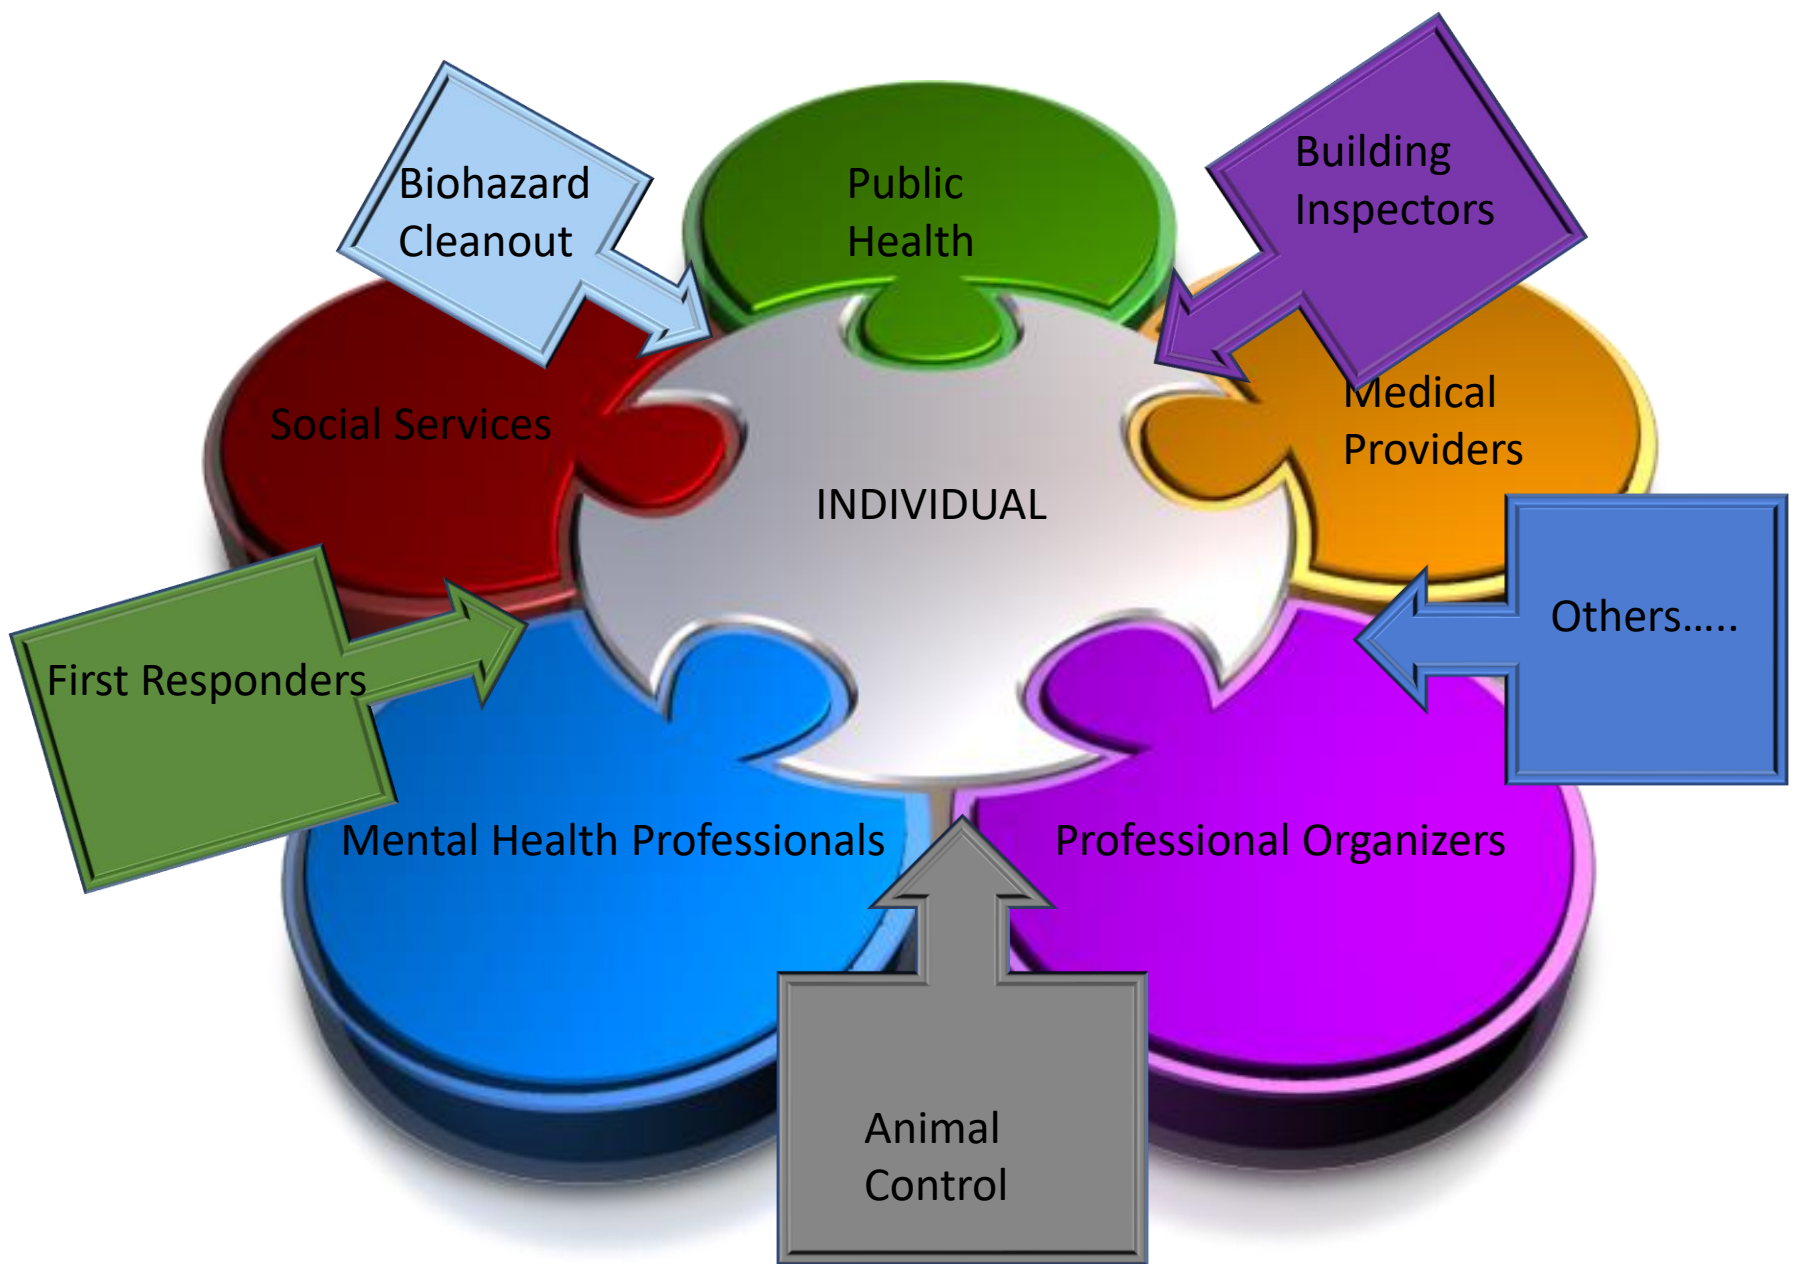 Biohazard
Cleanout
Public
Health
Building
Inspectors
Social Services
Medical
Providers
INDIVIDUAL
Others.....
First Responders
Mental Health Professionals
Professional Organizers
Animal
Control